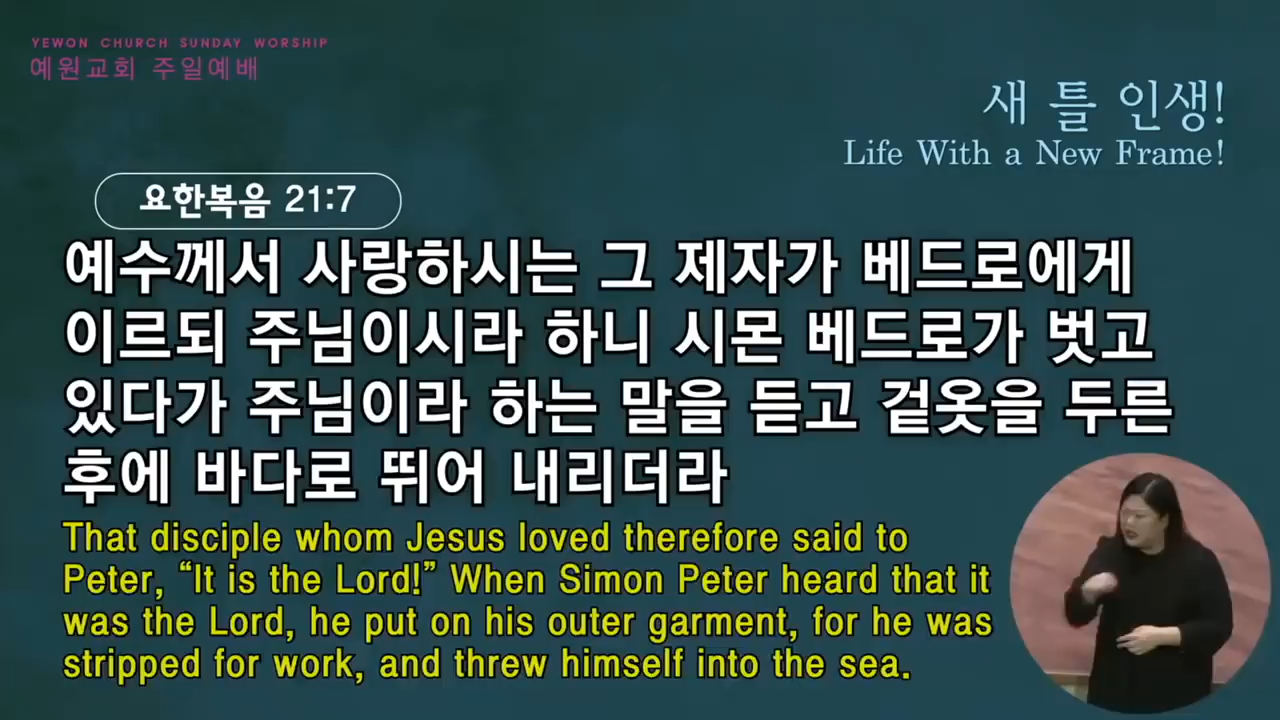 YEWON CHURCH SUNDAY WORSHIP
예원교회 주일예배
새 틀 인생!
Life With a New Frame!
요한복음 21:7
예수께서 사랑하시는 그 제자가 베드로에게
이르되 주님이시라 하니 시몬 베드로가 벗고
있다가 주님이라 하는 말을 듣고 겉옷을 두른
후에 바다로 뛰어 내리더라
That disciple whom Jesus loved therefore said to
Peter, “It is the Lord!” When Simon Peter heard that it
was the Lord, he put on his outer garment, for he was
stripped for work, and threw himself into the sea.